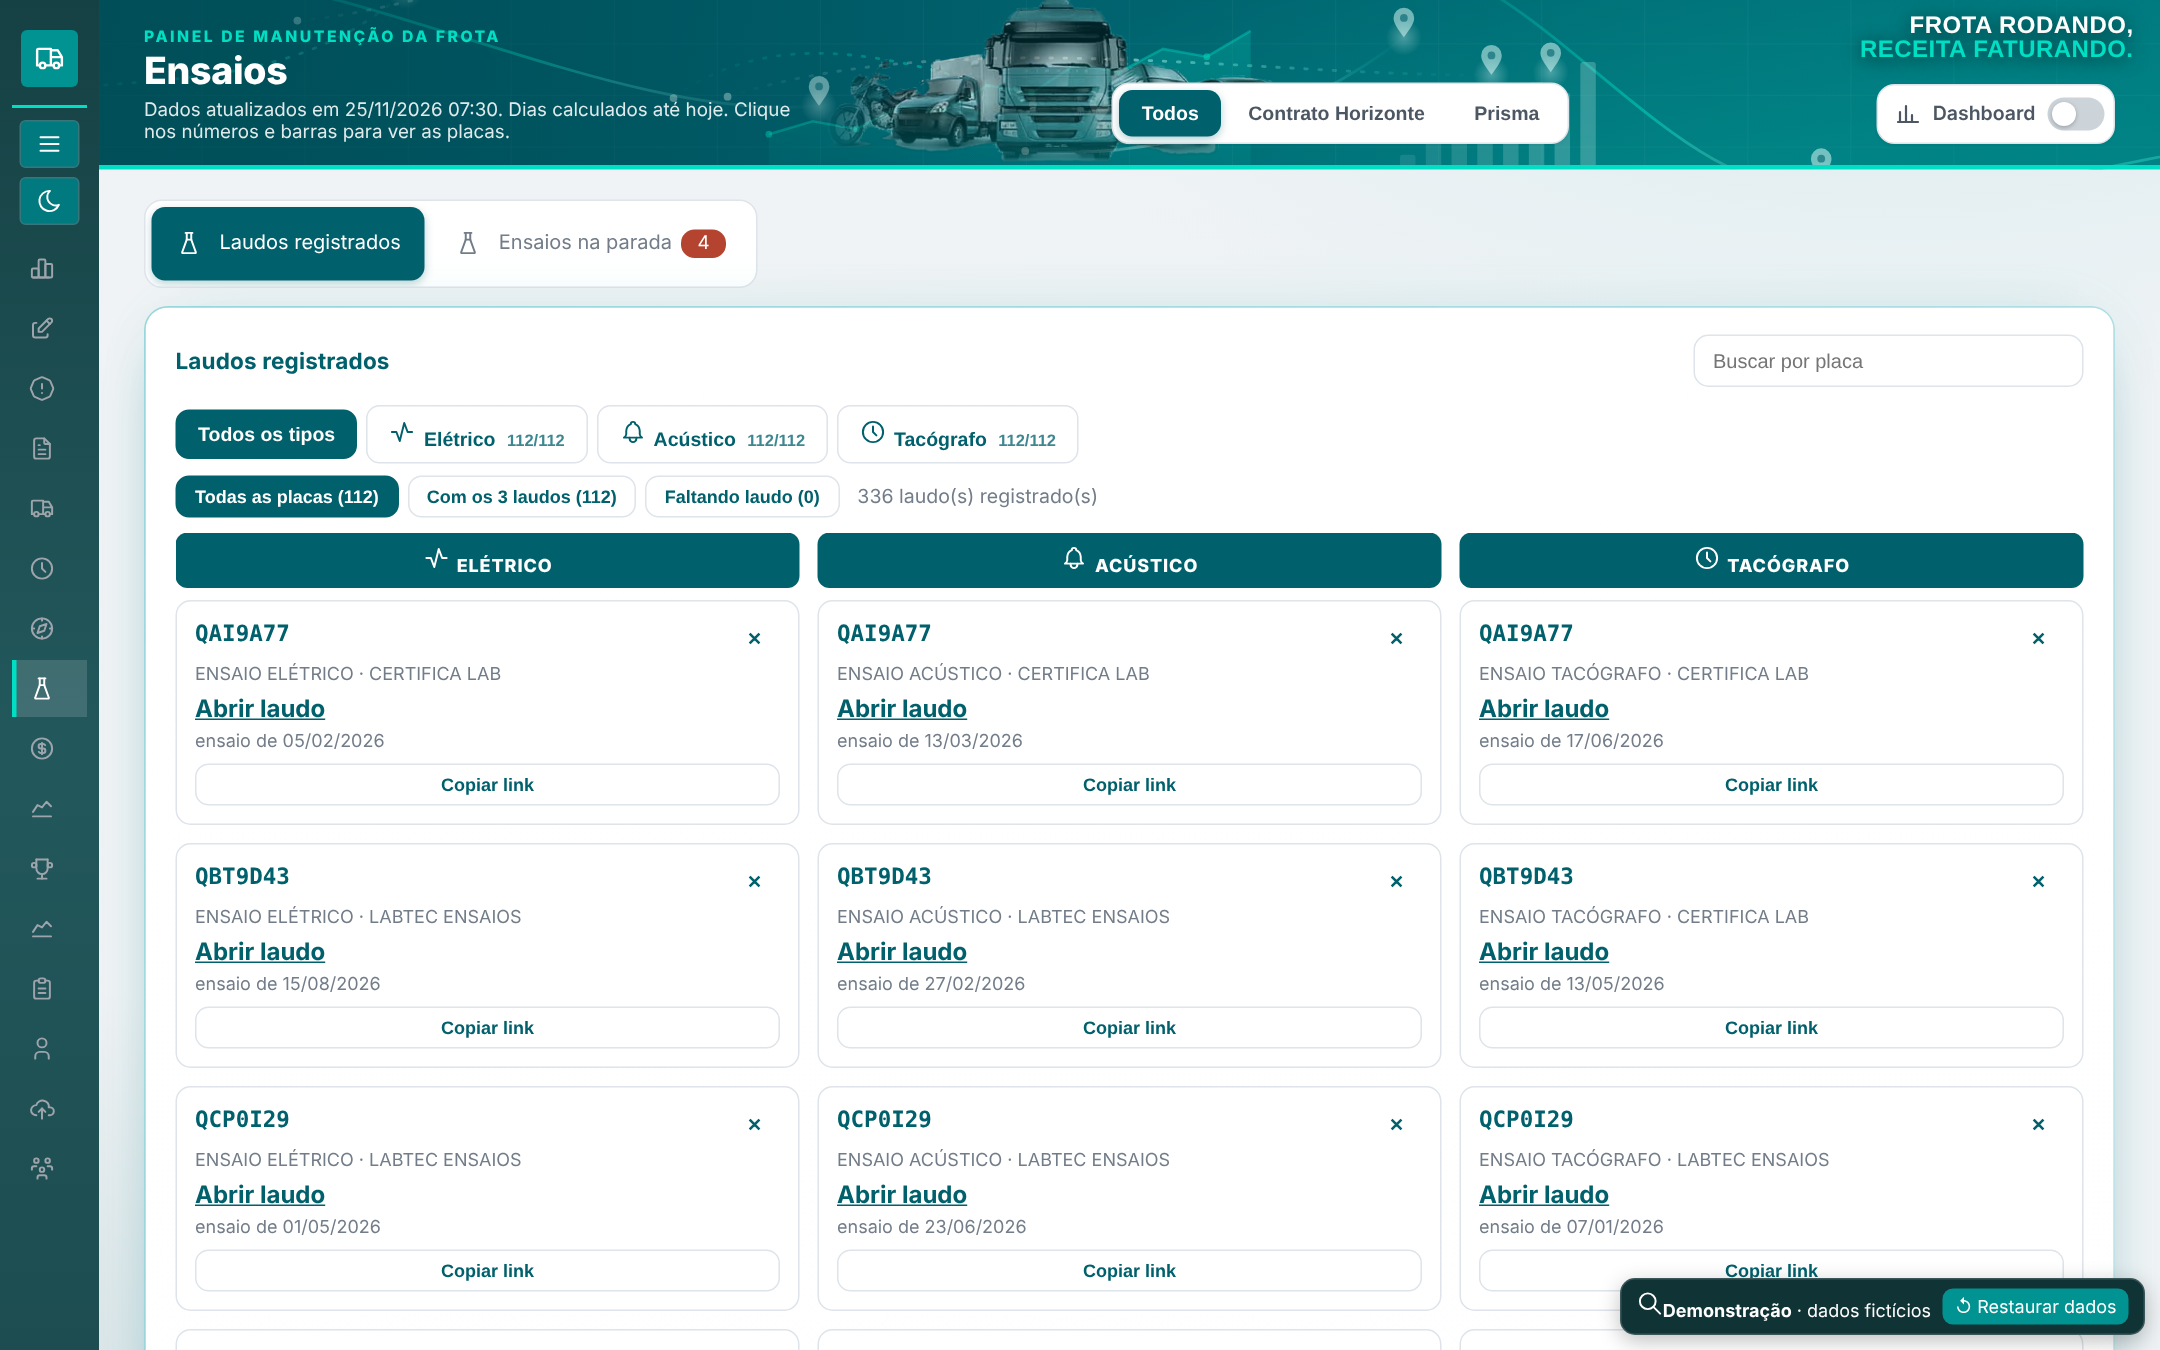 PAINEL DE MANUTENÇÃO DA FROTA
Ensaios
Dados atualizados em 25/11/2026 07:30. Dias calculados até hoje. Clique
nos números e barras para ver as placas.
Todos
Contrato Horizonte
Prisma
FROTA RODANDO,
RECEITA FATURANDO.
Dashboard
Laudos registrados
Ensaios na parada 4
Laudos registrados
Buscar por placa
Todos os tipos
Elétrico 112/112
Acústico 112/112
Tacógrafo 112/112
Todas as placas (112)
Com os 3 laudos (112)
Faltando laudo (0)
336 laudo(s) registrado(s)
ELÉTRICO
ACÚSTICO
TACÓGRAFO
QAI9A77
ENSAIO ELÉTRICO · CERTIFICA LAB
Abrir laudo
ensaio de 05/02/2026
Copiar link
QAI9A77
ENSAIO ACÚSTICO · CERTIFICA LAB
Abrir laudo
ensaio de 13/03/2026
Copiar link
QAI9A77
ENSAIO TACÓGRAFO · CERTIFICA LAB
Abrir laudo
ensaio de 17/06/2026
Copiar link
QBT9D43
ENSAIO ELÉTRICO · LABTEC ENSAIOS
Abrir laudo
ensaio de 15/08/2026
Copiar link
QBT9D43
ENSAIO ACÚSTICO · LABTEC ENSAIOS
Abrir laudo
ensaio de 27/02/2026
Copiar link
QBT9D43
ENSAIO TACÓGRAFO · CERTIFICA LAB
Abrir laudo
ensaio de 13/05/2026
Copiar link
QCP0I29
ENSAIO ELÉTRICO · LABTEC ENSAIOS
Abrir laudo
ensaio de 01/05/2026
Copiar link
QCP0I29
ENSAIO ACÚSTICO · LABTEC ENSAIOS
Abrir laudo
ensaio de 23/06/2026
Copiar link
QCP0I29
ENSAIO TACÓGRAFO · LABTEC ENSAIOS
Abrir laudo
ensaio de 07/01/2026
Copiar link
Demonstração · dados fictícios
Restaurar dados